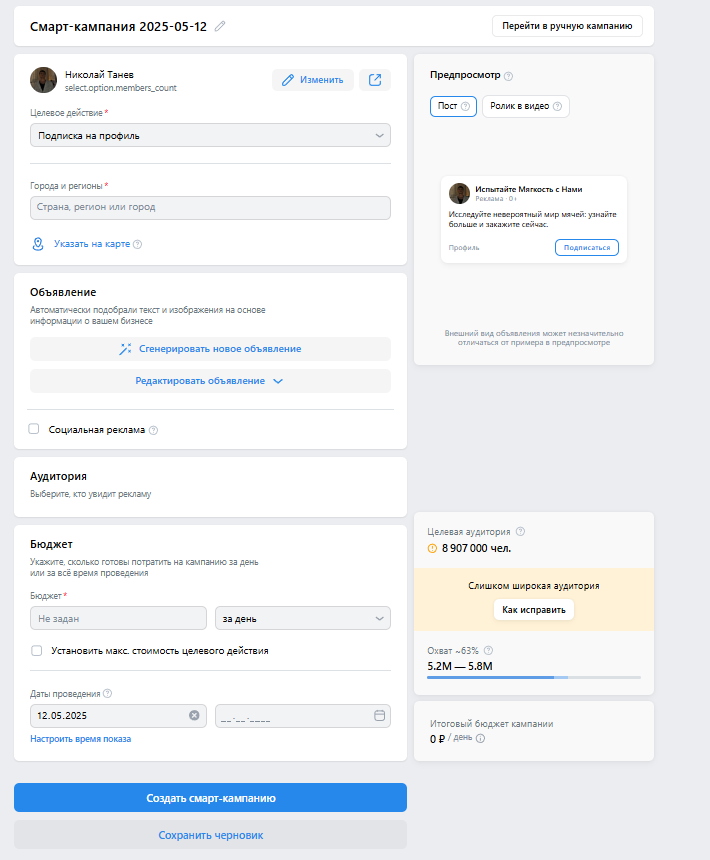 Смарт-кампания 2025-05-12
Перейти в ручную кампанию
Николай Танев
select.option.members_count
Изменить
Целевое действие *
Подписка на профиль
Города и регионы *
Страна, регион или город
Указать на карте
Объявление
Автоматически подобрали текст и изображения на основе
информации о вашем бизнесе
Сгенерировать новое объявление
Редактировать объявление
Социальная реклама
Аудитория
Выберите, кто увидит рекламу
Бюджет
Укажите, сколько готовы потратить на кампанию за день
или за всё время проведения
Бюджет *
Не задан
за день
Установить макс. стоимость целевого действия
Даты проведения
12.05.2025
__.__.____
Настроить время показа
Создать смарт-кампанию
Сохранить черновик
Предпросмотр
Пост
Ролик в видео
Испытайте Мягкость с Нами
Реклама · 0+
Исследуйте невероятный мир мячей: узнайте
больше и закажите сейчас.
Профиль
Подписаться
Внешний вид объявления может незначительно
отличаться от примера в предпросмотре
Целевая аудитория
8 907 000 чел.
Слишком широкая аудитория
Как исправить
Охват ~63%
5.2М — 5.8М
Итоговый бюджет кампании
0 ₽ / день